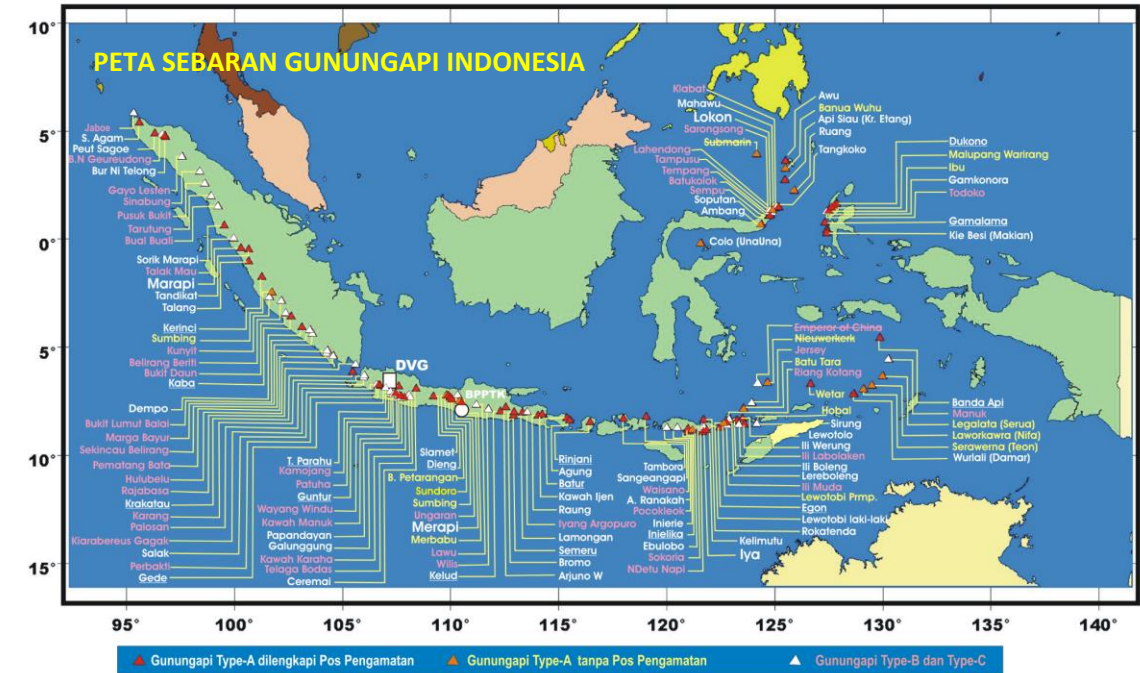 PETA SEBARAN GUNUNGAPI INDONESIA
10°
5°
0°
5°
10°
15°
Jaboe
S. Agam
Peut Sagoe
B.N Geureudong
Bur Ni Telong
Gayo Lesten
Sinabung
Pusuk Bukit
Tarutung
Bual Buali
Sorik Marapi
Talak Mau
Marapi
Tandikat
Talang
Kerinci
Sumbing
Kunyit
Belirang Beriti
Bukit Daun
Kaba
Dempo
Bukit Lumut Balai
Marga Bayur
Sekincau Belirang
Pematang Bata
Hulubelu
Rajabasa
Krakatau
Karang
Palosan
Kiarabereus Gagak
Salak
Perbakti
Gede
DVG
BPPTK
T. Parahu
Kamojang
Patuha
Guntur
Wayang Windu
Kawah Manuk
Papandayan
Galunggung
Kawah Karaha
Telaga Bodas
Ceremai
Slamet
Dieng
B. Petarangan
Sundoro
Sumbing
Ungaran
Merapi
Merbabu
Lawu
Wilis
Kelud
Rinjani
Agung
Batur
Kawah Ijen
Raung
Iyang Argopuro
Lamongan
Semeru
Bromo
Arjuno W
Tambora
Sangeangapi
Waisano
A. Ranakah
Pocokleok
Inierie
Inielika
Ebulobo
Sokoria
NDetu Napi
Kelimutu
Iya
Emperor of China
Nieuwerkerk
Jersey
Batu Tara
Riang Kotang
Wetar
Hobal
Sirung
Lewotolo
Ili Werung
Ili Labolaken
Ili Boleng
Lereboleng
Ili Muda
Lewotobi Prmp.
Egon
Lewotobi laki-laki
Rokatenda
Banda Api
Manuk
Legalata (Serua)
Laworkawra (Nifa)
Serawerna (Teon)
Wurlali (Damar)
Klabat
Mahawu
Lokon
Sarongsong
Submarin
Lahendong
Tampusu
Tempang
Batukolok
Sempu
Soputan
Ambang
Colo (UnaUna)
Awu
Banua Wuhu
Api Siau (Kr. Etang)
Ruang
Tangkoko
Dukono
Malupang Warirang
Ibu
Gamkonora
Todoko
Gamalama
Kie Besi (Makian)
95° 100° 105° 110° 115° 120° 125° 130° 135° 140°
Gunungapi Type-A dilengkapi Pos Pengamatan Gunungapi Type-A tanpa Pos Pengamatan Gunungapi Type-B dan Type-C